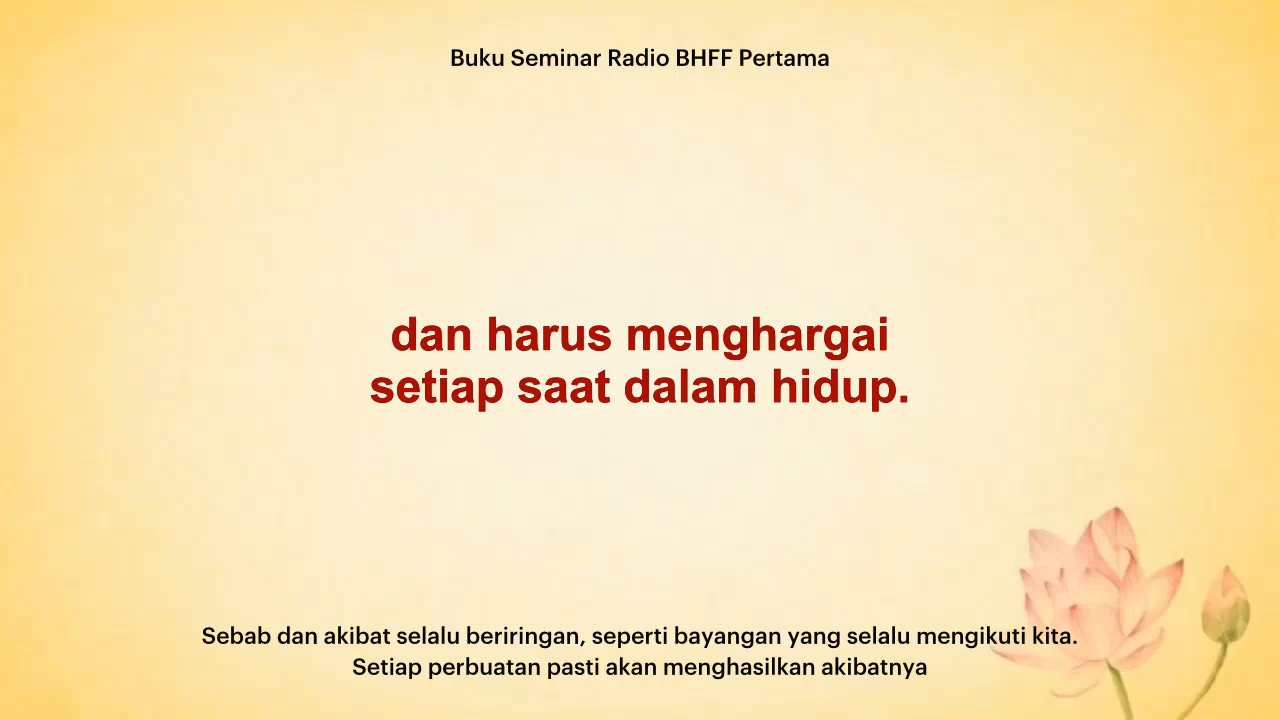 Buku Seminar Radio BHFF Pertama
dan harus menghargai
setiap saat dalam hidup.
Sebab dan akibat selalu beriringan, seperti bayangan yang selalu mengikuti kita.
Setiap perbuatan pasti akan menghasilkan akibatnya